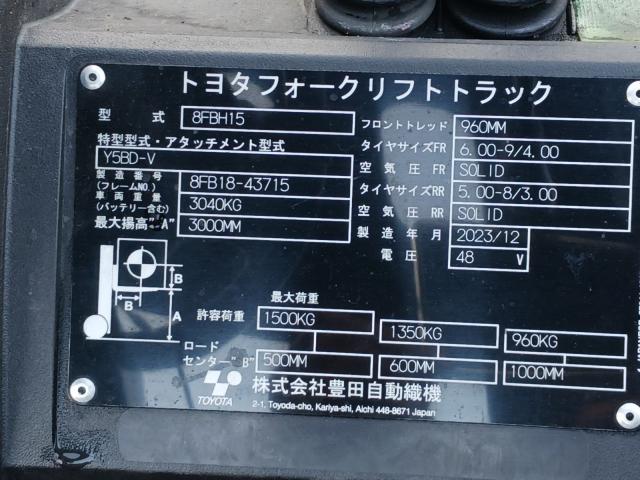 トヨタフォークリフトトラック
型式 8FBH15
特型型式・アタッチメント型式
Y5BD-V
製造番号
(フレームNO.) 8FB18-43715
車両重量
(バッテリー含む) 3040KG
最大揚高"A" 3000MM
フロントトレッド 960MM
タイヤサイズFR 6.00-9/4.00
空気圧FR SOLID
タイヤサイズRR 5.00-8/3.00
空気圧RR SOLID
製造年月 2023/12
電圧 48 V
B
B
A
最大荷重
許容荷重 1500KG 1350KG 960KG
ロード
センター"B" 500MM 600MM 1000MM
TOYOTA
株式会社豊田自動織機
2-1, Toyoda-cho, Kariya-shi, Aichi 448-8671 Japan